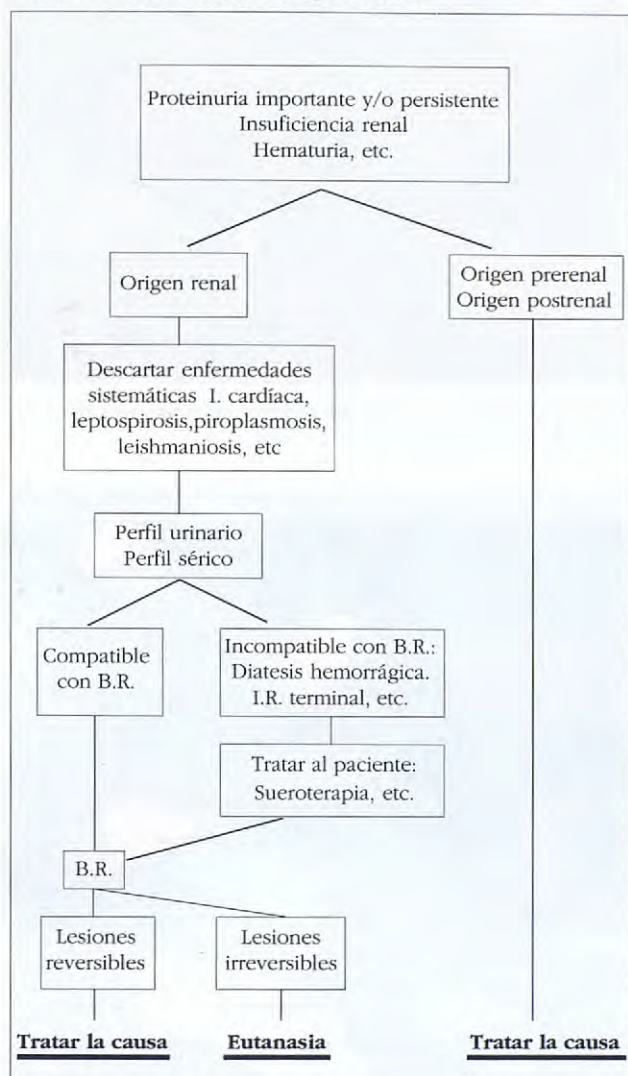 Proteinuria importante y/o persistente
Insuficiencia renal
Hematuria, etc.
Origen renal
Origen prerenal
Origen postrenal
Descartar enfermedades
sistemáticas I. cardíaca,
leptospirosis,piroplasmosis,
leishmaniosis, etc
Perfil urinario
Perfil sérico
Compatible
con B.R.
Incompatible con B.R.:
Diatesis hemorrágica.
I.R. terminal, etc.
Tratar al paciente:
Sueroterapia, etc.
B.R.
Lesiones
reversibles
Lesiones
irreversibles
Tratar la causa
Eutanasia
Tratar la causa